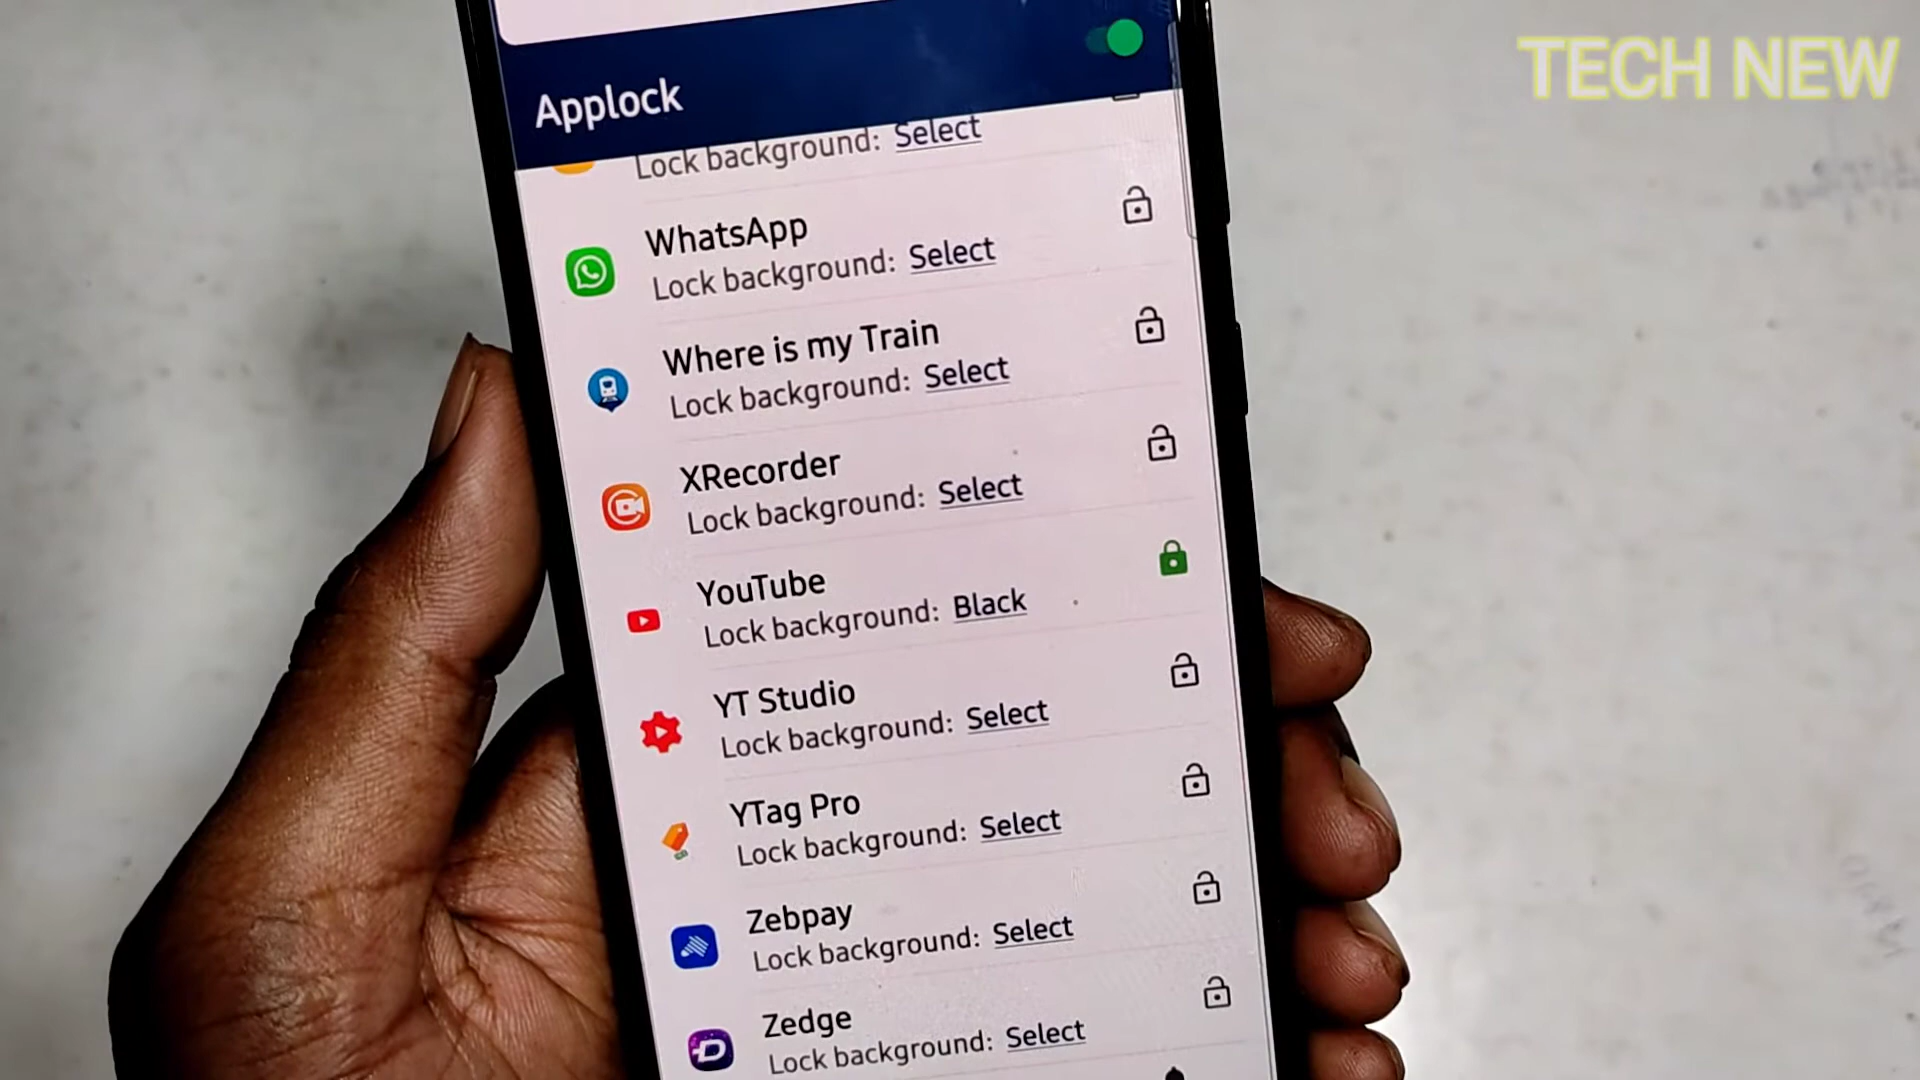 TECH NEW
Applock
Lock background: Select
WhatsApp
Lock background: Select
Where is my Train
Lock background: Select
XRecorder
Lock background: Select
YouTube
Lock background: Black
YT Studio
Lock background: Select
YTag Pro
Lock background: Select
Zebpay
Lock background: Select
Zedge
Lock background: Select